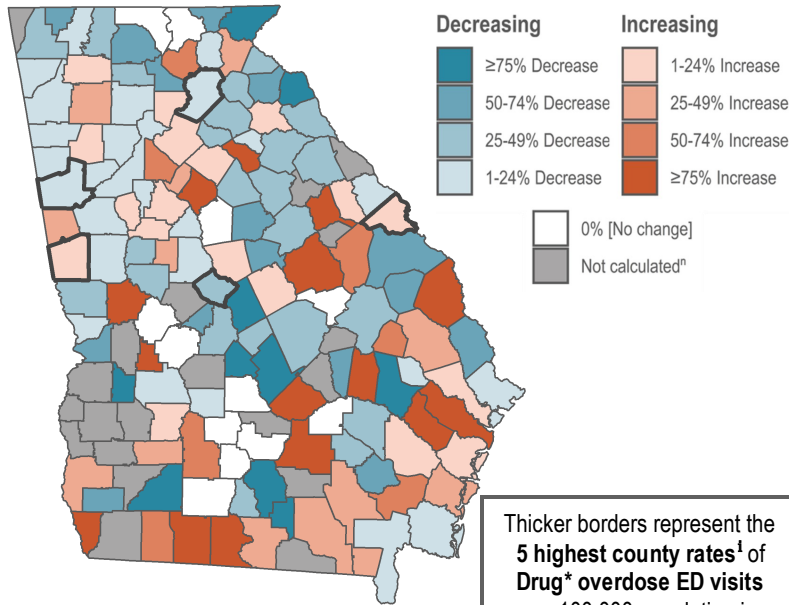 Decreasing
≥75% Decrease
50-74% Decrease
25-49% Decrease
1-24% Decrease
Increasing
1-24% Increase
25-49% Increase
50-74% Increase
≥75% Increase
0% [No change]
Not calculatedⁿ
Thicker borders represent the
5 highest county rates¹ of
Drug* overdose ED visits